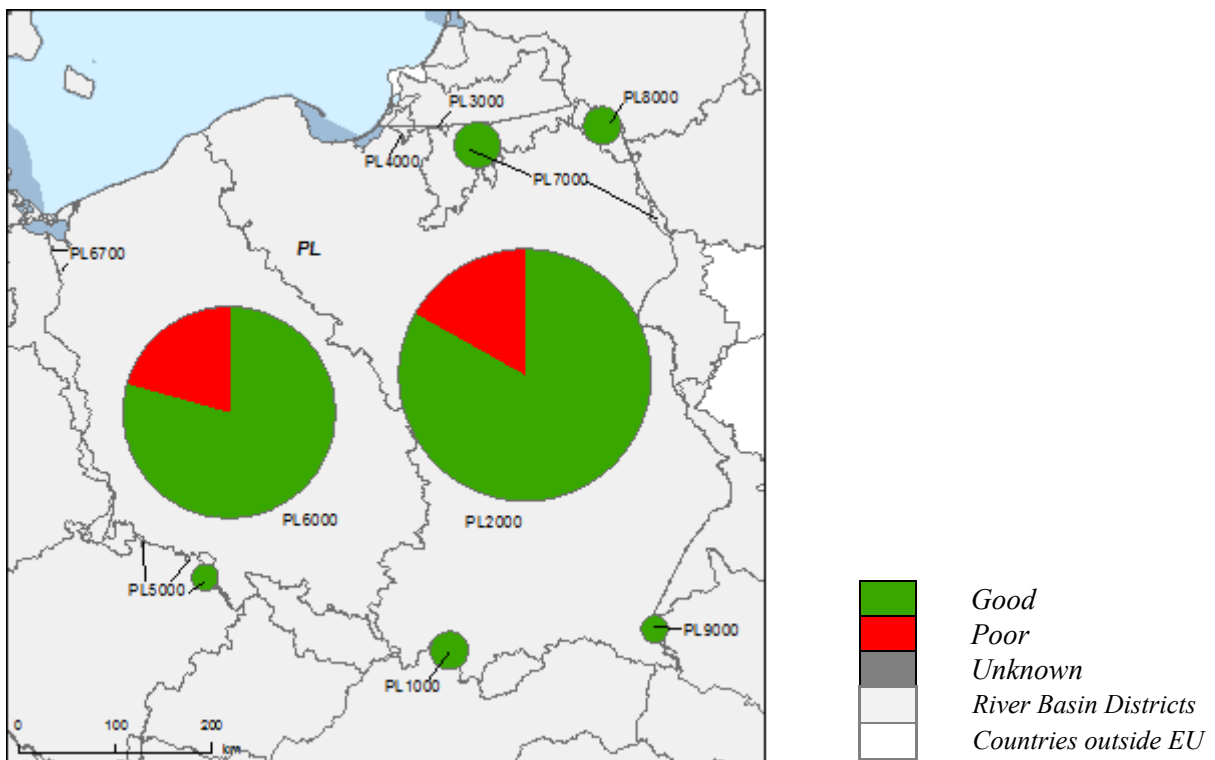 PL8000
PL3000
PL4000
PL7000
PL
PL6700
PL6000
PL2000
PL5000
PL9000
PL1000
0 100 200
km
Good
Poor
Unknown
River Basin Districts
Countries outside EU